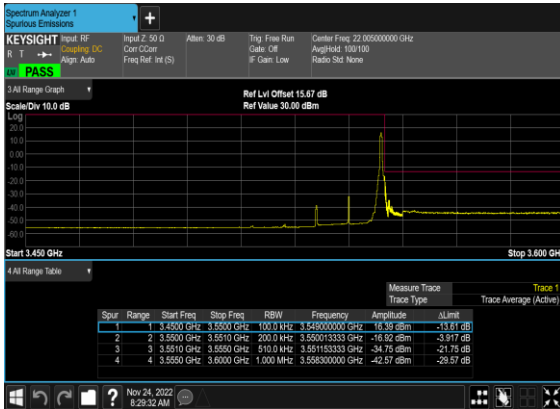 Spectrum Analyzer 1
Spurious Emissions
+
KEYSIGHT Input: RF Input Z: 50 Ω Atten: 30 dB Trig: Free Run Center Freq: 22.005000000 GHz
R T Coupling: DC Corr CCorr Gate: Off Avg|Hold: 100/100
Align: Auto Freq Ref: Int (S) IF Gain: Low Radio Std: None
PASS
3 All Range Graph
Ref Lvl Offset 15.67 dB
Scale/Div 10.0 dB Ref Value 30.00 dBm
Log
20.0
10.0
0.00
-10.0
-20.0
-30.0
-40.0
-50.0
-60.0
Start 3.450 GHz Stop 3.600 GH
4 All Range Table
Measure Trace Trace 1
Trace Type Trace Average (Active)
Spur Range Start Freq Stop Freq RBW Frequency Amplitude ΔLimit
1 1 3.4500 GHz 3.5500 GHz 100.0 kHz 3.549000000 GHz 16.39 dBm -13.61 dB
2 2 3.5500 GHz 3.5510 GHz 200.0 kHz 3.550013333 GHz -16.92 dBm -3.917 dB
3 3 3.5510 GHz 3.5550 GHz 510.0 kHz 3.551153333 GHz -34.75 dBm -21.75 dB
4 4 3.5550 GHz 3.6000 GHz 1.000 MHz 3.558300000 GHz -42.57 dBm -29.57 dB
? Nov 24, 2022
8:29:32 AM